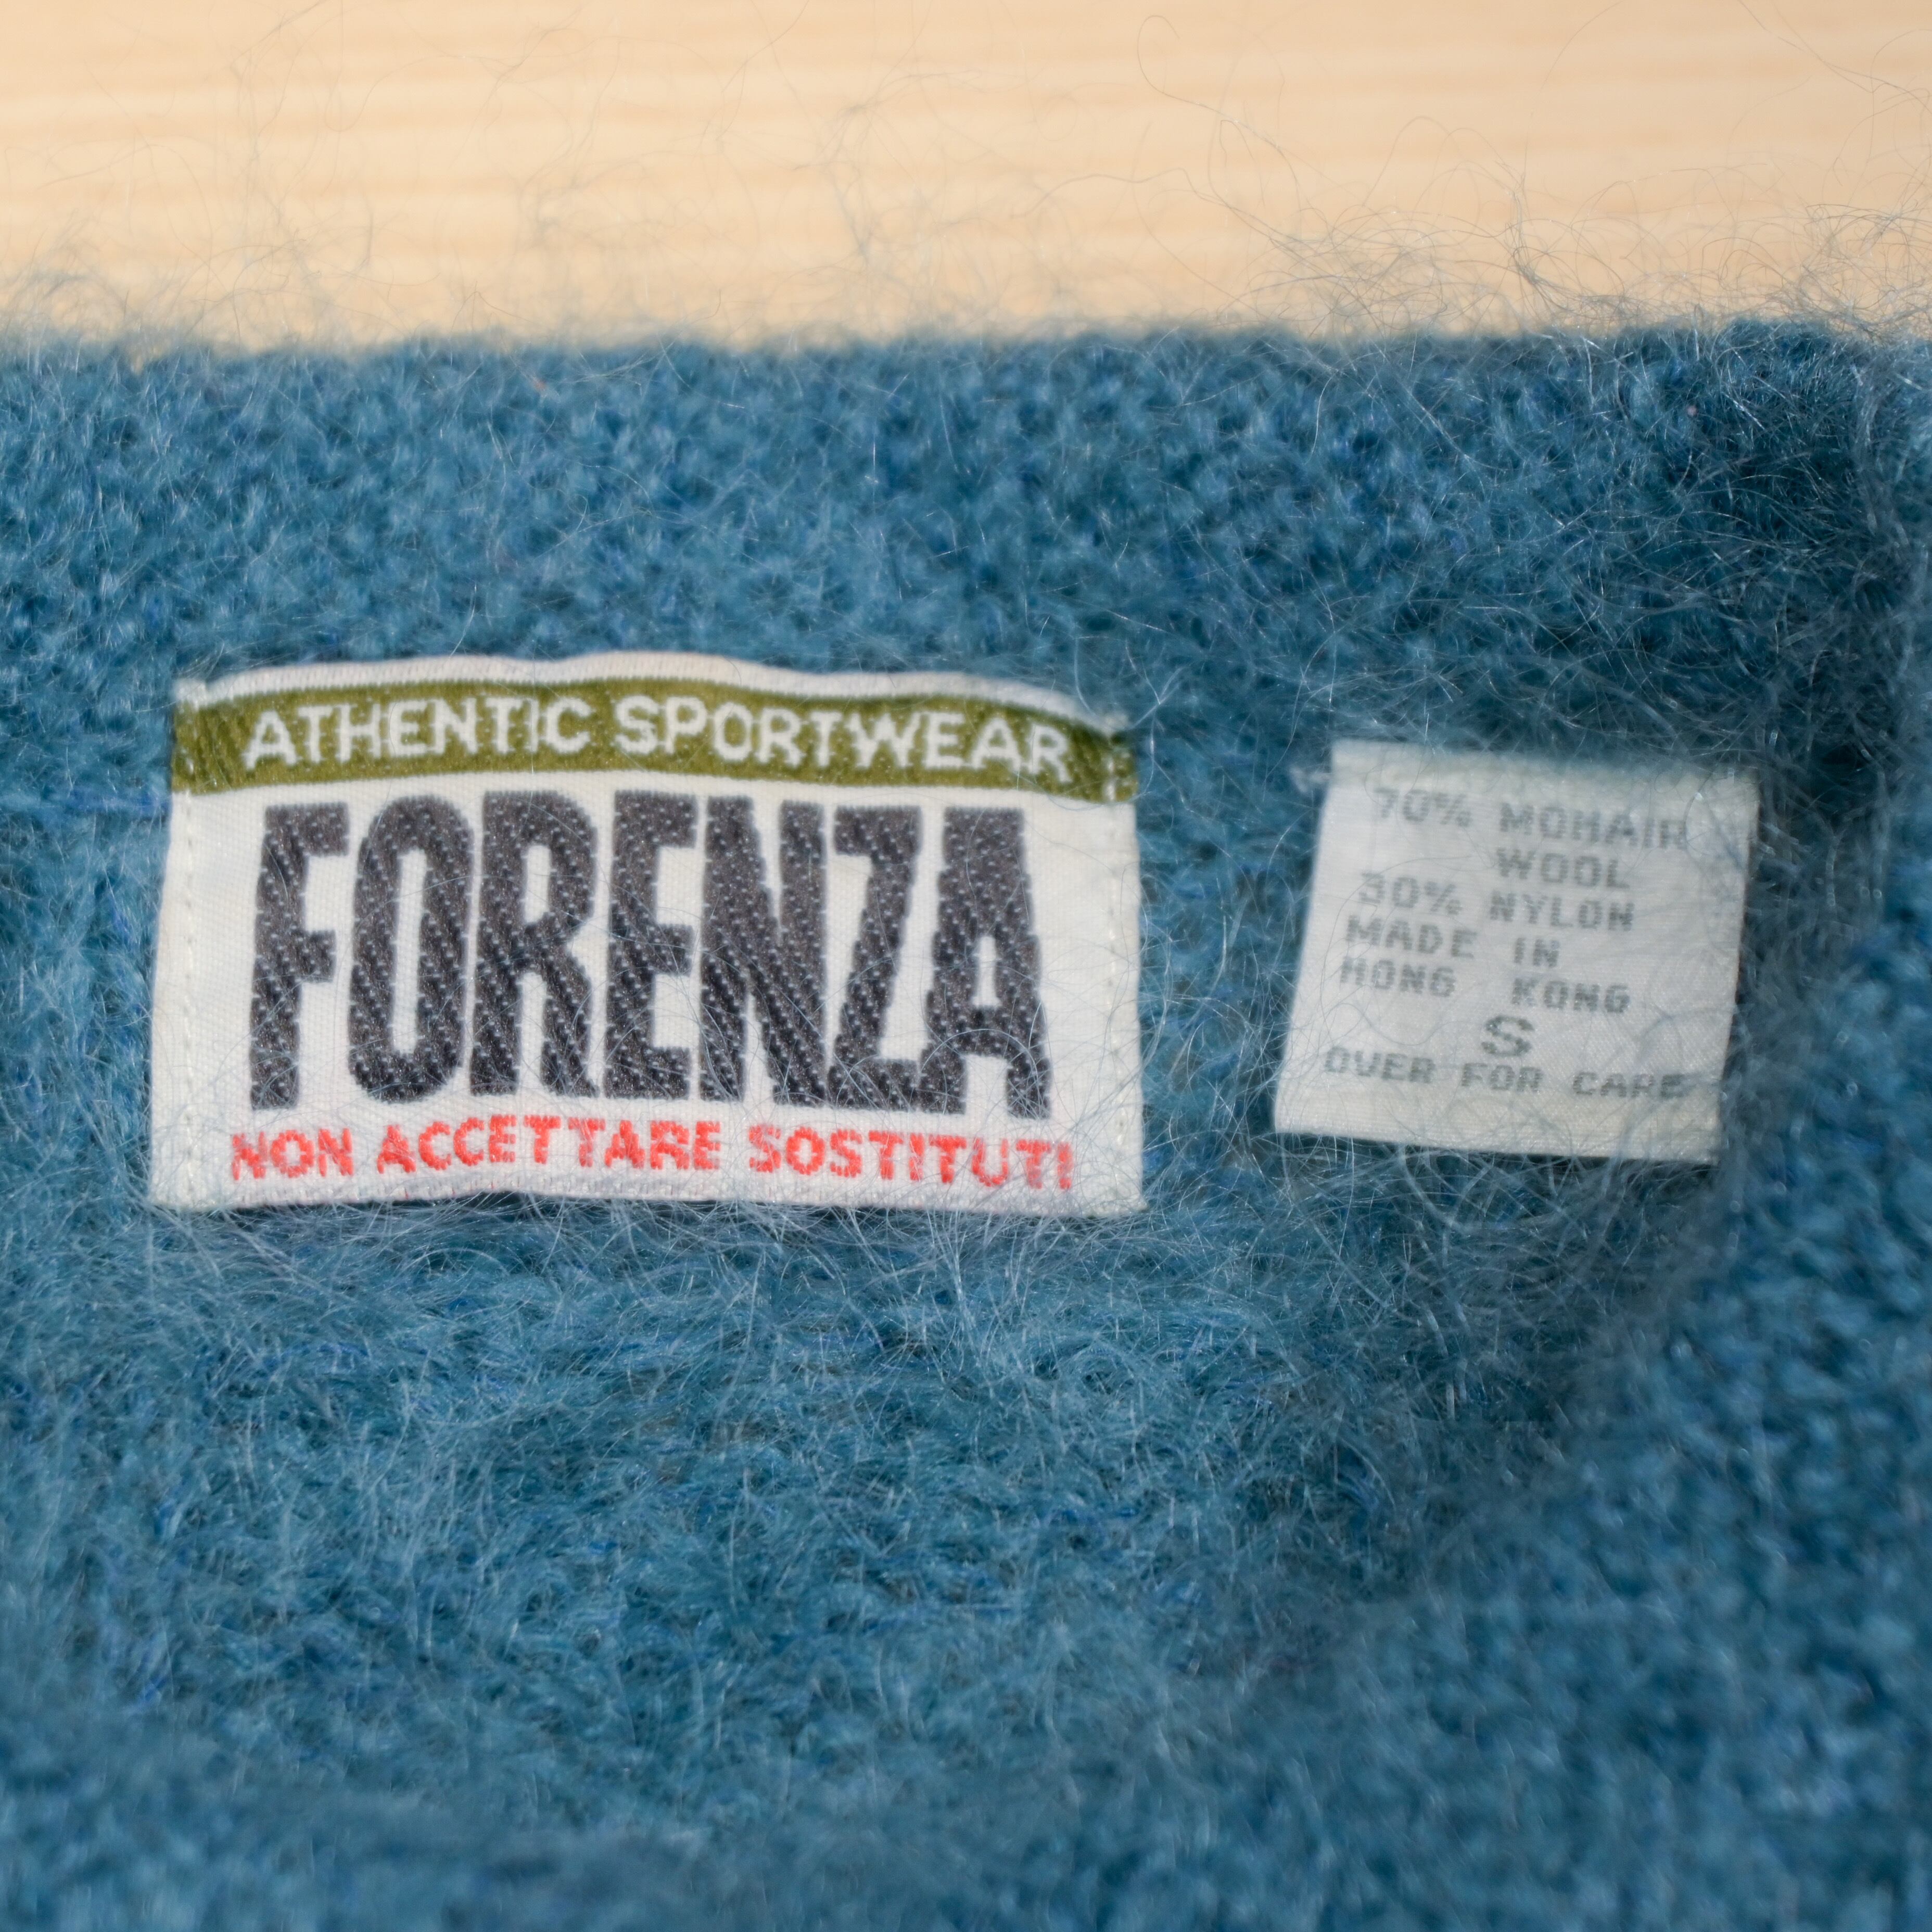 ATHENTIC SPORTWEAR
FORENZA
NON ACCETTARE SOSTITUTI
70% MOHAIR
WOOL
30% NYLON
MADE IN
HONG KONG
S
OVER FOR CARE